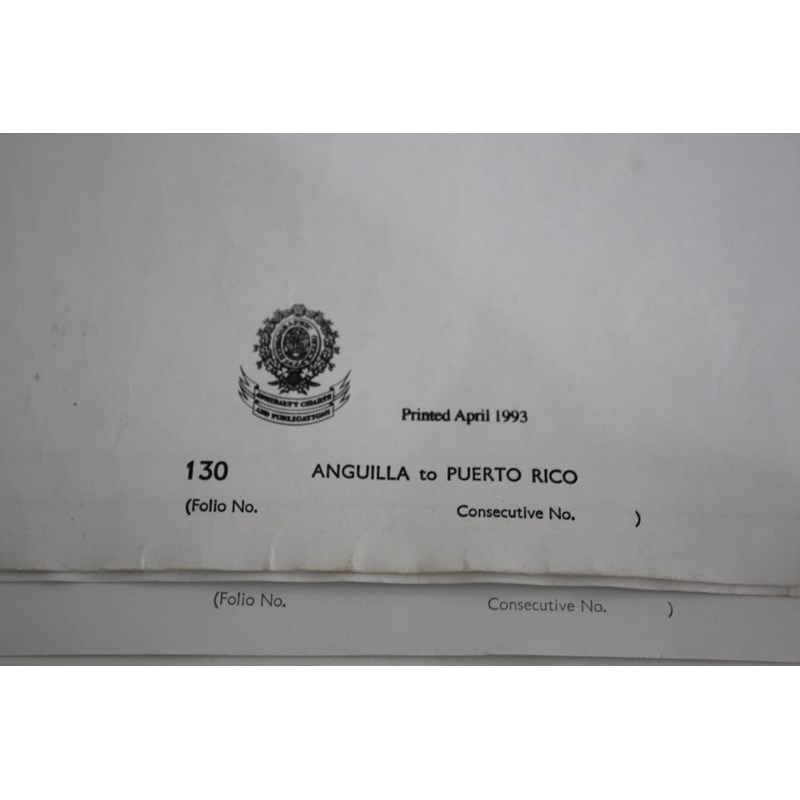 ADMIRALTY CHARTS
AND PUBLICATIONS
Printed April 1993
130 ANGUILLA to PUERTO RICO
(Folio No. Consecutive No. )
(Folio No. Consecutive No. )